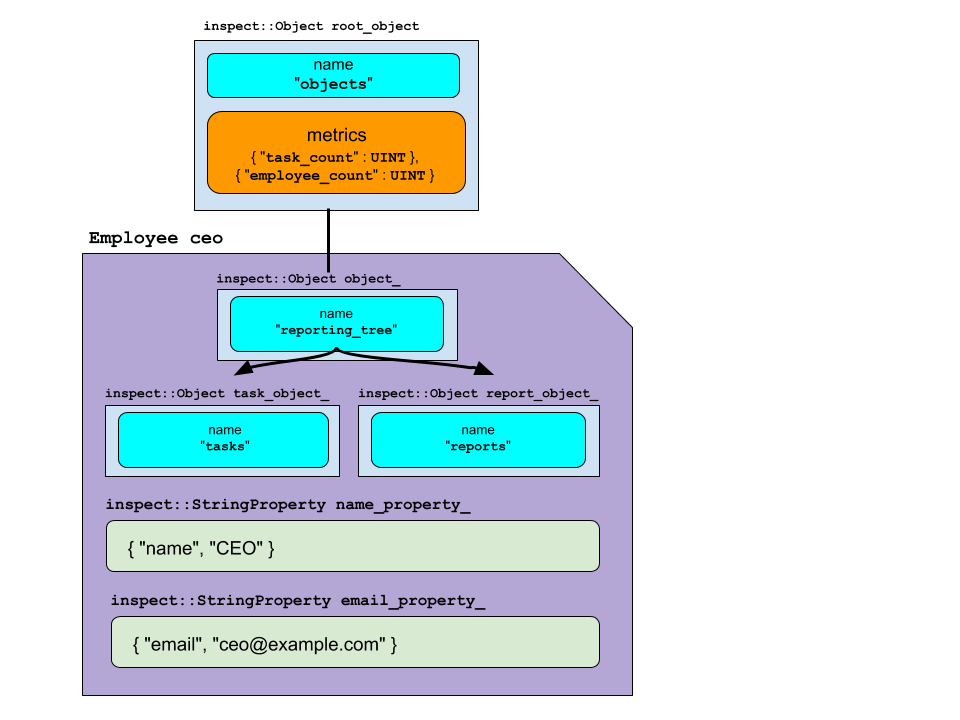 inspect::Object root_object
name
"objects"
metrics
{ "task_count" : UINT },
{ "employee_count" : UINT }
Employee ceo
inspect::Object object_
name
"reporting_tree"
inspect::Object task_object_
inspect::Object report_object_
name
"tasks"
name
"reports"
inspect::StringProperty name_property_
{ "name", "CEO" }
inspect::StringProperty email_property_
{ "email", "ceo@example.com" }